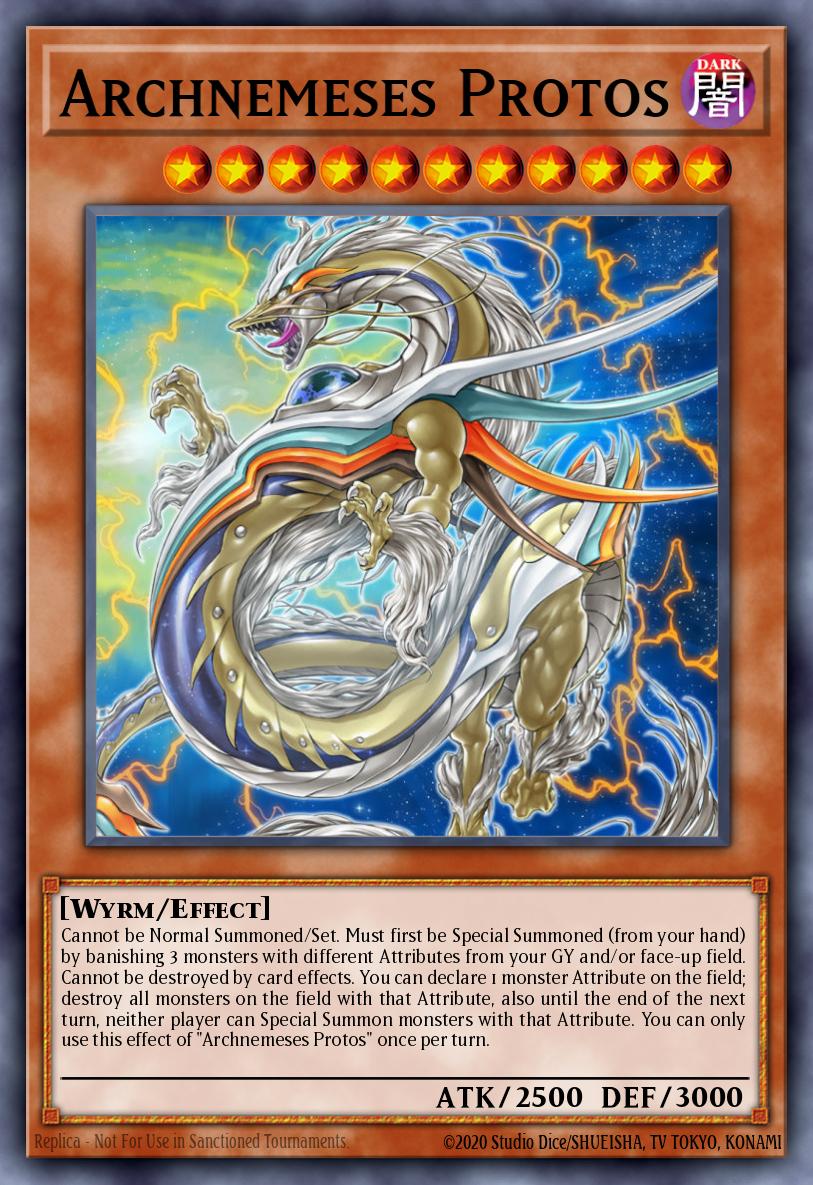 Archnemeses Protos
DARK
闇
[Wyrm/Effect]
Cannot be Normal Summoned/Set. Must first be Special Summoned (from your hand)
by banishing 3 monsters with different Attributes from your GY and/or face-up field.
Cannot be destroyed by card effects. You can declare 1 monster Attribute on the field;
destroy all monsters on the field with that Attribute, also until the end of the next
turn, neither player can Special Summon monsters with that Attribute. You can only
use this effect of "Archnemeses Protos" once per turn.
ATK/2500 DEF/3000
Replica - Not For Use in Sanctioned Tournaments.
©2020 Studio Dice/SHUEISHA, TV TOKYO, KONAMI